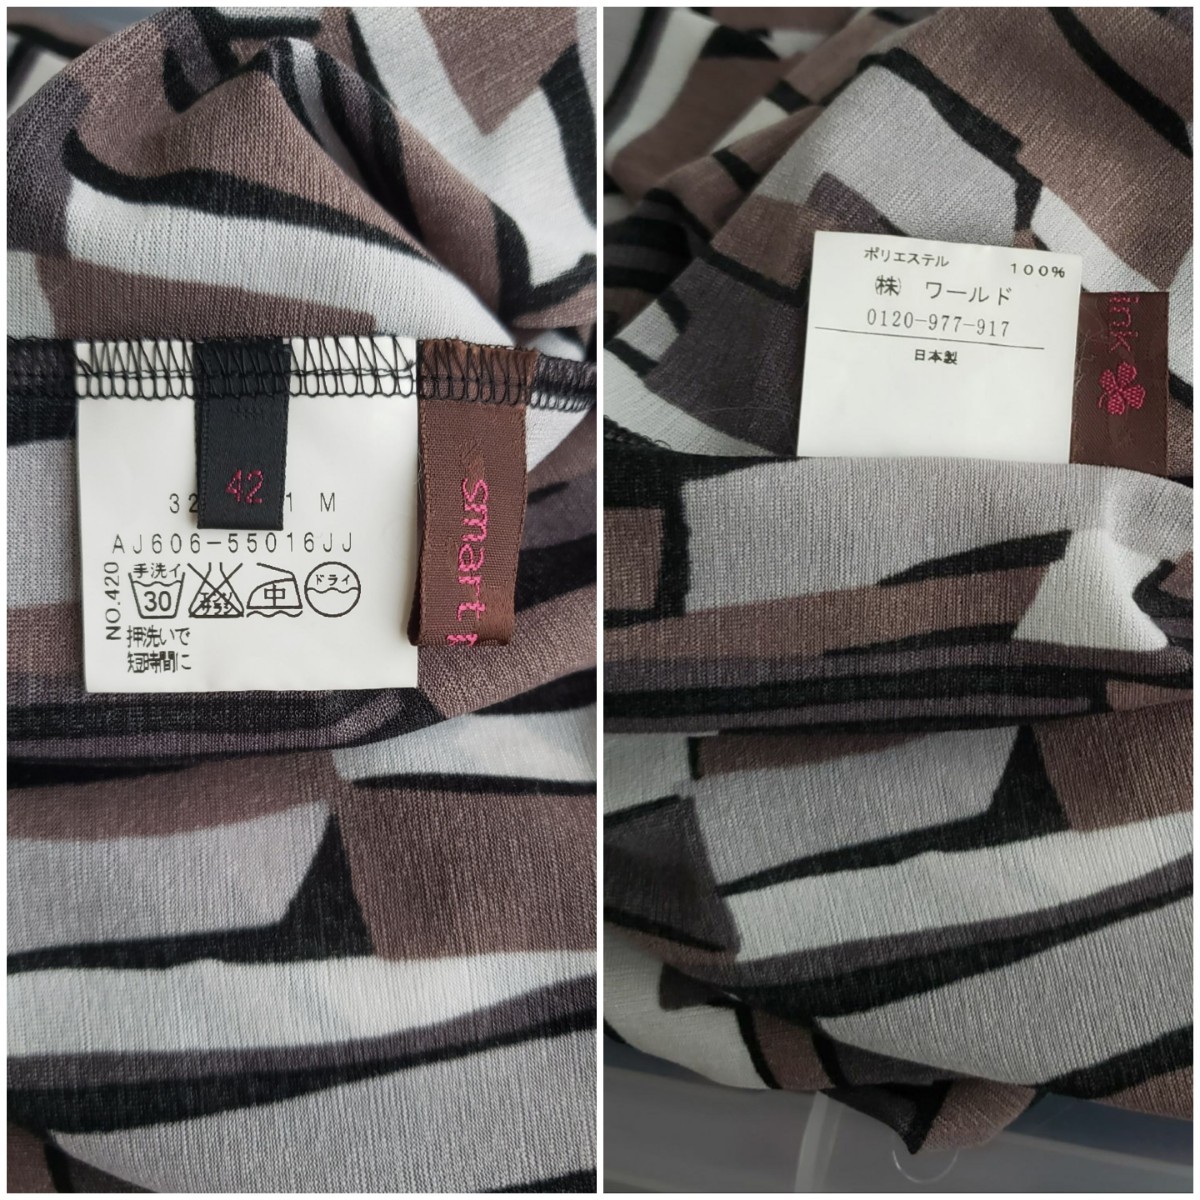 42
32 1 M
AJ606-55016JJ
NO.420
手洗イ
30
中
ドライ
押洗いで
短時間に
smart
ink
ポリエステル 100%
㈱ ワールド
0120-977-917
日本製